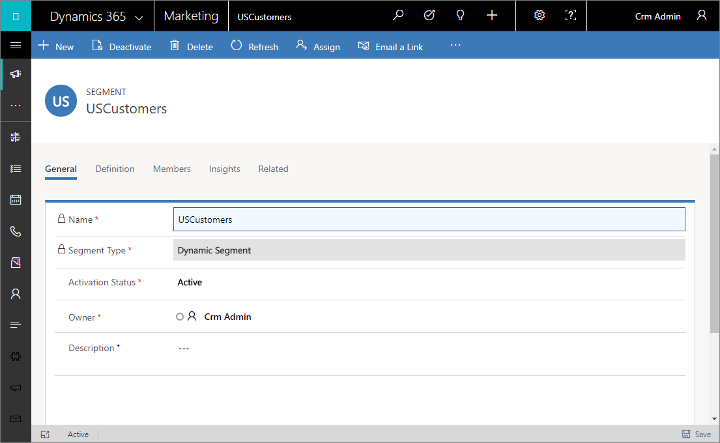 Dynamics 365 Marketing USCustomers Crm Admin
New Deactivate Delete Refresh Assign Email a Link ...
US SEGMENT
USCustomers
General Definition Members Insights Related
Name * USCustomers
Segment Type * Dynamic Segment
Activation Status * Active
Owner * Crm Admin
Description + ---
Active Save